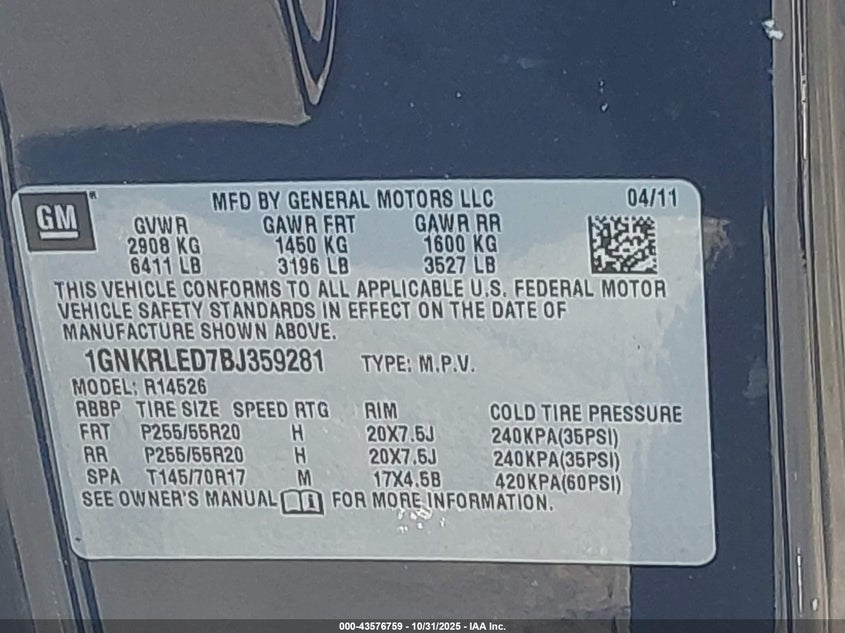 GM
MFD BY GENERAL MOTORS LLC 04/11
GVWR GAWR FRT GAWR RR
2908 KG 1450 KG 1600 KG
6411 LB 3196 LB 3527 LB
THIS VEHICLE CONFORMS TO ALL APPLICABLE U.S. FEDERAL MOTOR
VEHICLE SAFETY STANDARDS IN EFFECT ON THE DATE OF
MANUFACTURE SHOWN ABOVE.
1GNKRLED7BJ359281 TYPE: M.P.V.
MODEL: R14526
RBBP TIRE SIZE SPEED RTG RIM COLD TIRE PRESSURE
FRT P255/55R20 H 20X7.5J 240KPA(35PSI)
RR P255/55R20 H 20X7.5J 240KPA(35PSI)
SPA T145/70R17 M 17X4.5B 420KPA(60PSI)
SEE OWNER'S MANUAL FOR MORE INFORMATION.
000-43576759 - 10/31/2025 - IAA Inc.